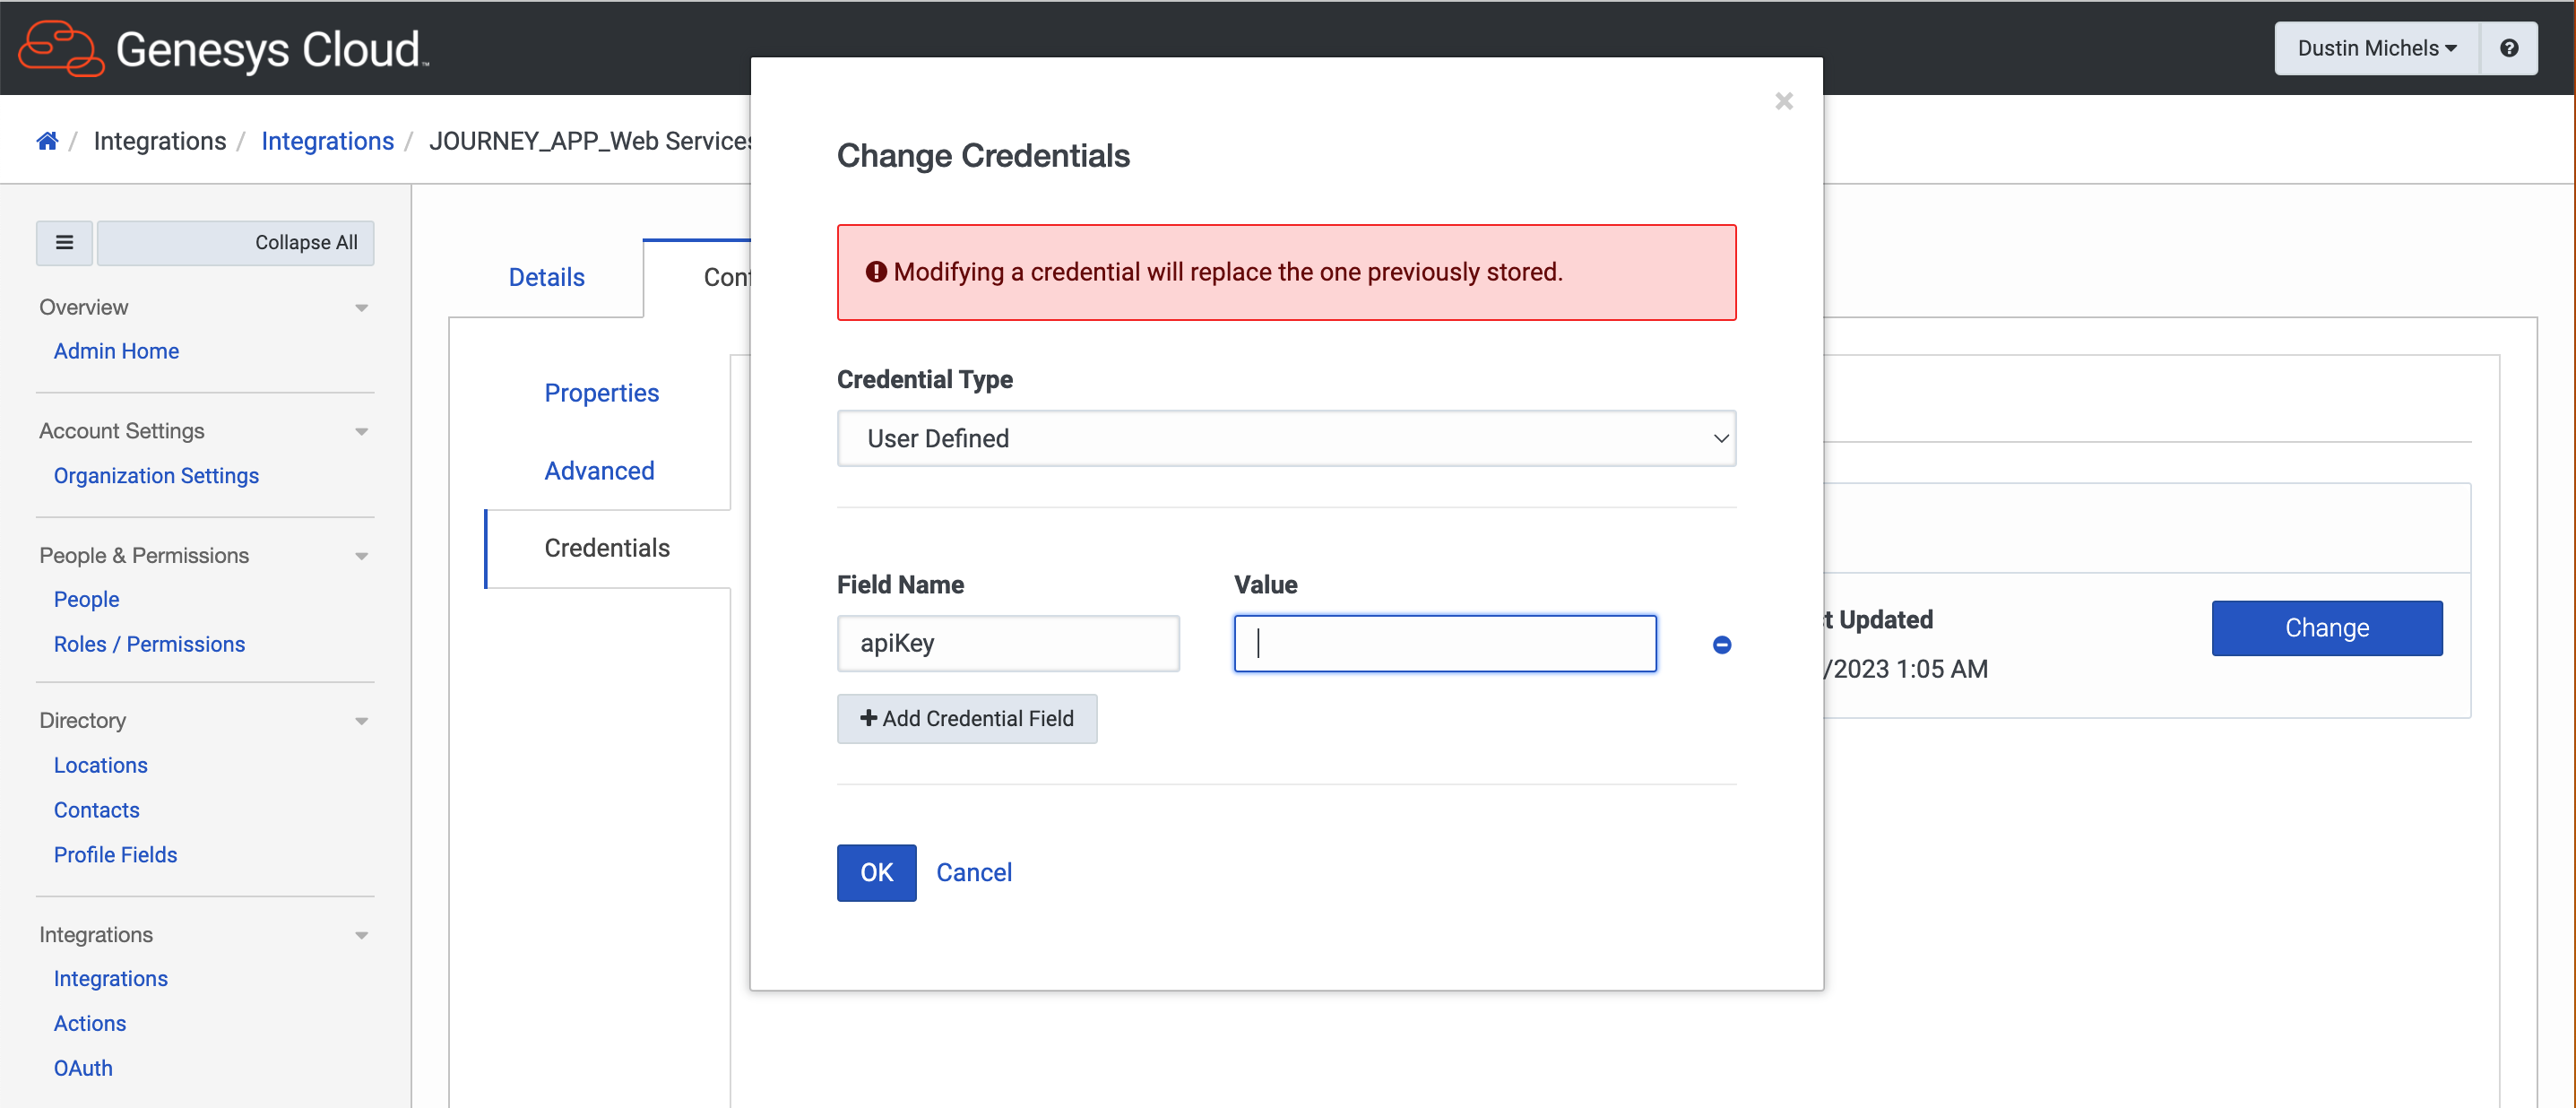 Genesys Cloud™
Dustin Michels
Integrations / Integrations / JOURNEY_APP_Web Services
Collapse All
Overview
Admin Home
Account Settings
Organization Settings
People & Permissions
People
Roles / Permissions
Directory
Locations
Contacts
Profile Fields
Integrations
Integrations
Actions
OAuth
Details
Properties
Advanced
Credentials
Change Credentials
Modifying a credential will replace the one previously stored.
Credential Type
User Defined
Field Name
Value
apiKey
Add Credential Field
OK
Cancel
Updated
/2023 1:05 AM
Change